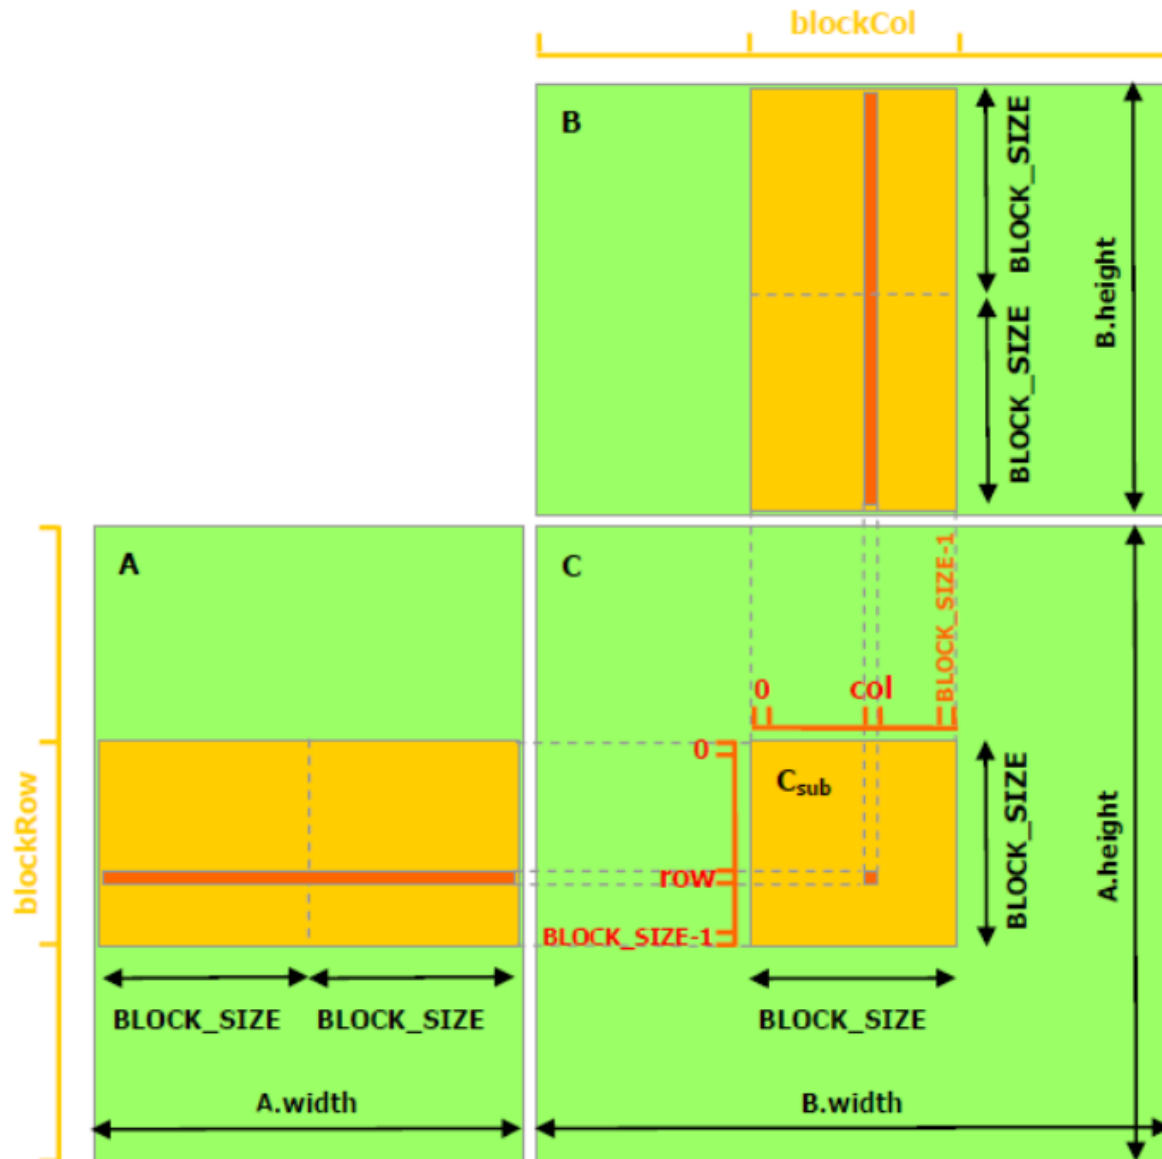 blockCol
B
BLOCK_SIZE
BLOCK_SIZE
B.height
A
C
BLOCK_SIZE-1
0
col
0
C_sub
BLOCK_SIZE
A.height
blockRow
row
BLOCK_SIZE-1
BLOCK_SIZE
BLOCK_SIZE
BLOCK_SIZE
A.width
B.width